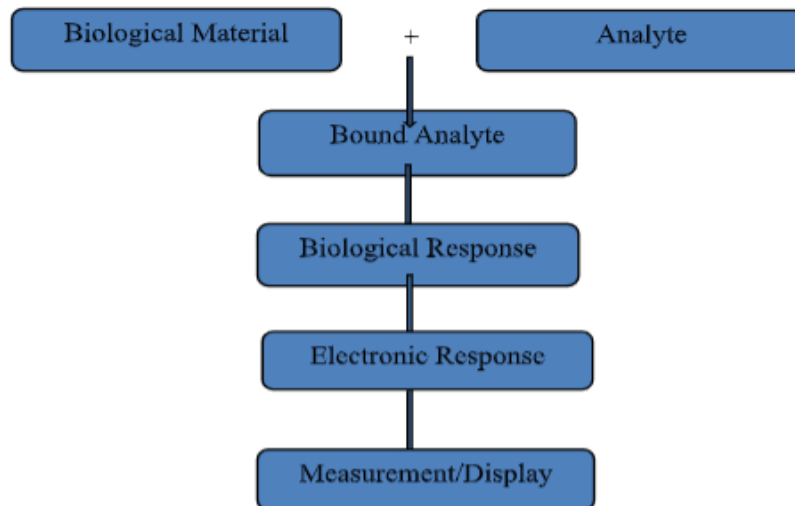 Biological Material + Analyte
Bound Analyte
Biological Response
Electronic Response
Measurement/Display